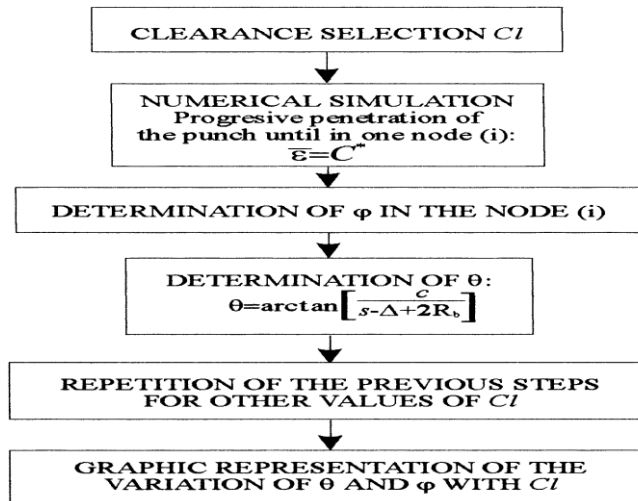 CLEARANCE SELECTION Cl
NUMERICAL SIMULATION
Progresive penetration of
the punch until in one node (i):
ε̅=C*
DETERMINATION OF φ IN THE NODE (i)
DETERMINATION OF θ:
θ=arctan[c / s-Δ+2R_b]
REPETITION OF THE PREVIOUS STEPS
FOR OTHER VALUES OF Cl
GRAPHIC REPRESENTATION OF THE
VARIATION OF θ AND φ WITH Cl